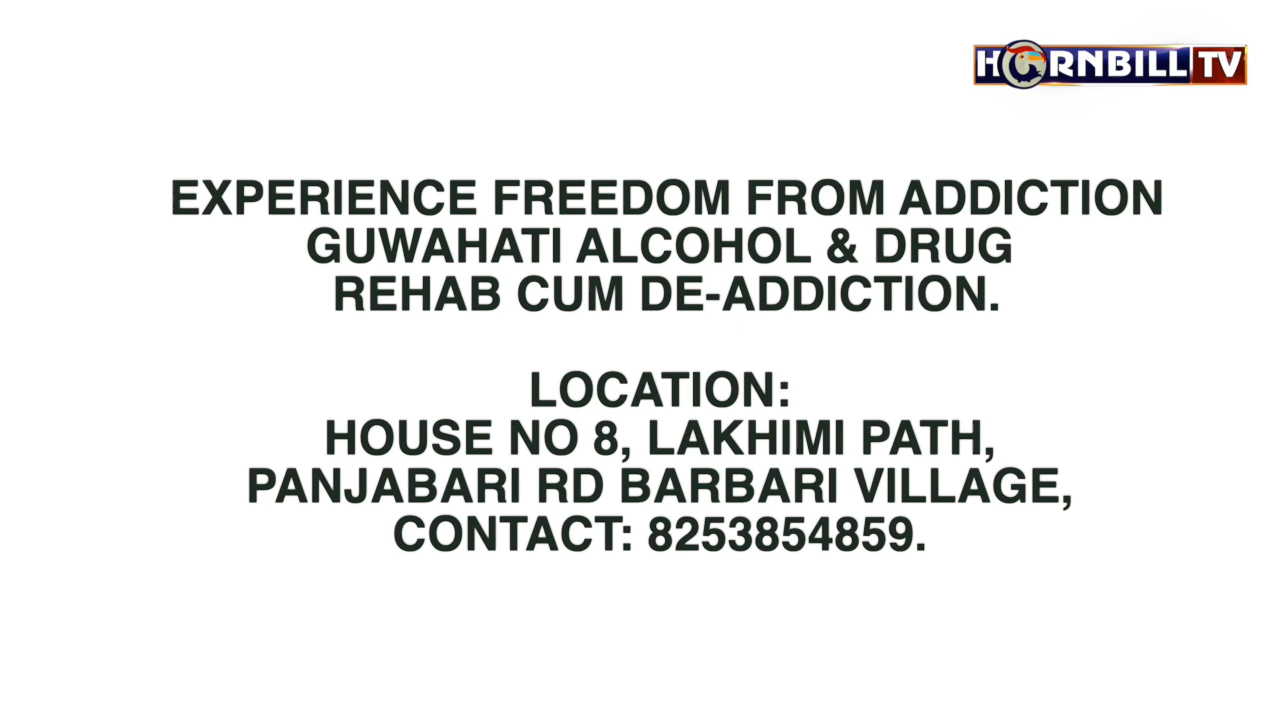 HORNBILL TV
EXPERIENCE FREEDOM FROM ADDICTION
GUWAHATI ALCOHOL & DRUG
REHAB CUM DE-ADDICTION.
LOCATION:
HOUSE NO 8, LAKHIMI PATH,
PANJABARI RD BARBARI VILLAGE,
CONTACT: 8253854859.